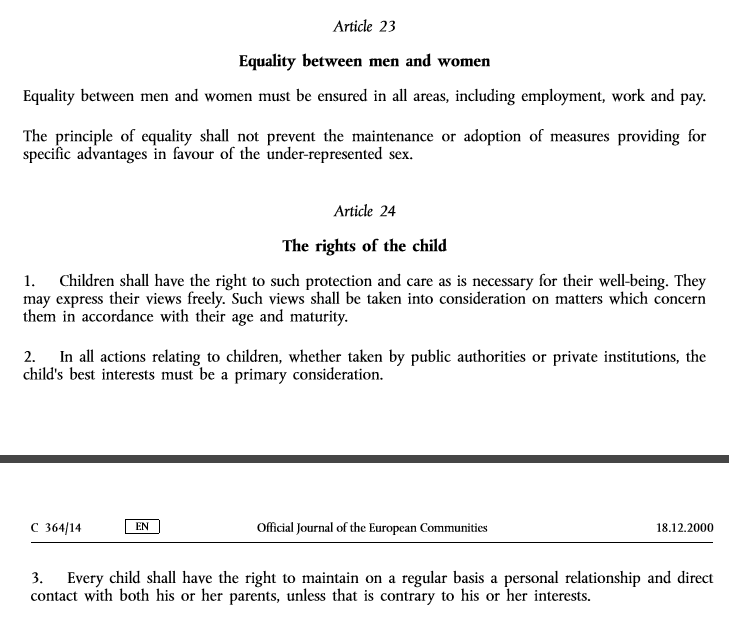 Article 23
Equality between men and women
Equality between men and women must be ensured in all areas, including employment, work and pay.
The principle of equality shall not prevent the maintenance or adoption of measures providing for
specific advantages in favour of the under-represented sex.
Article 24
The rights of the child
1. Children shall have the right to such protection and care as is necessary for their well-being. They
may express their views freely. Such views shall be taken into consideration on matters which concern
them in accordance with their age and maturity.
2. In all actions relating to children, whether taken by public authorities or private institutions, the
child's best interests must be a primary consideration.
C 364/14 EN Official Journal of the European Communities 18.12.2000
3. Every child shall have the right to maintain on a regular basis a personal relationship and direct
contact with both his or her parents, unless that is contrary to his or her interests.